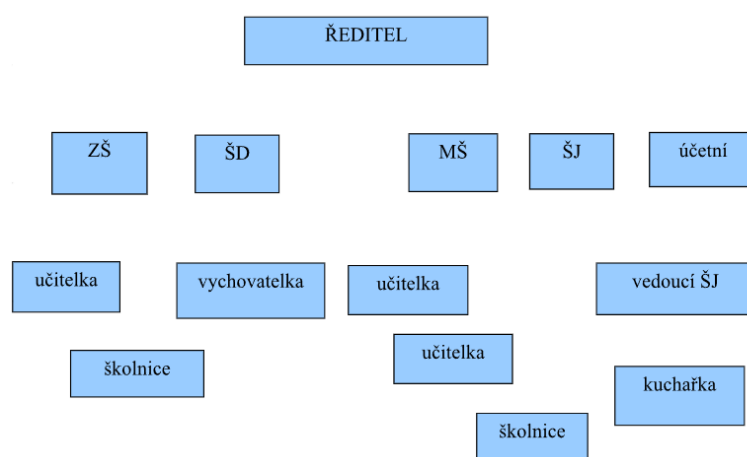 ŘEDITEL
ZŠ
ŠD
MŠ
ŠJ
účetní
učitelka
vychovatelka
učitelka
vedoucí ŠJ
učitelka
školnice
kuchařka
školnice